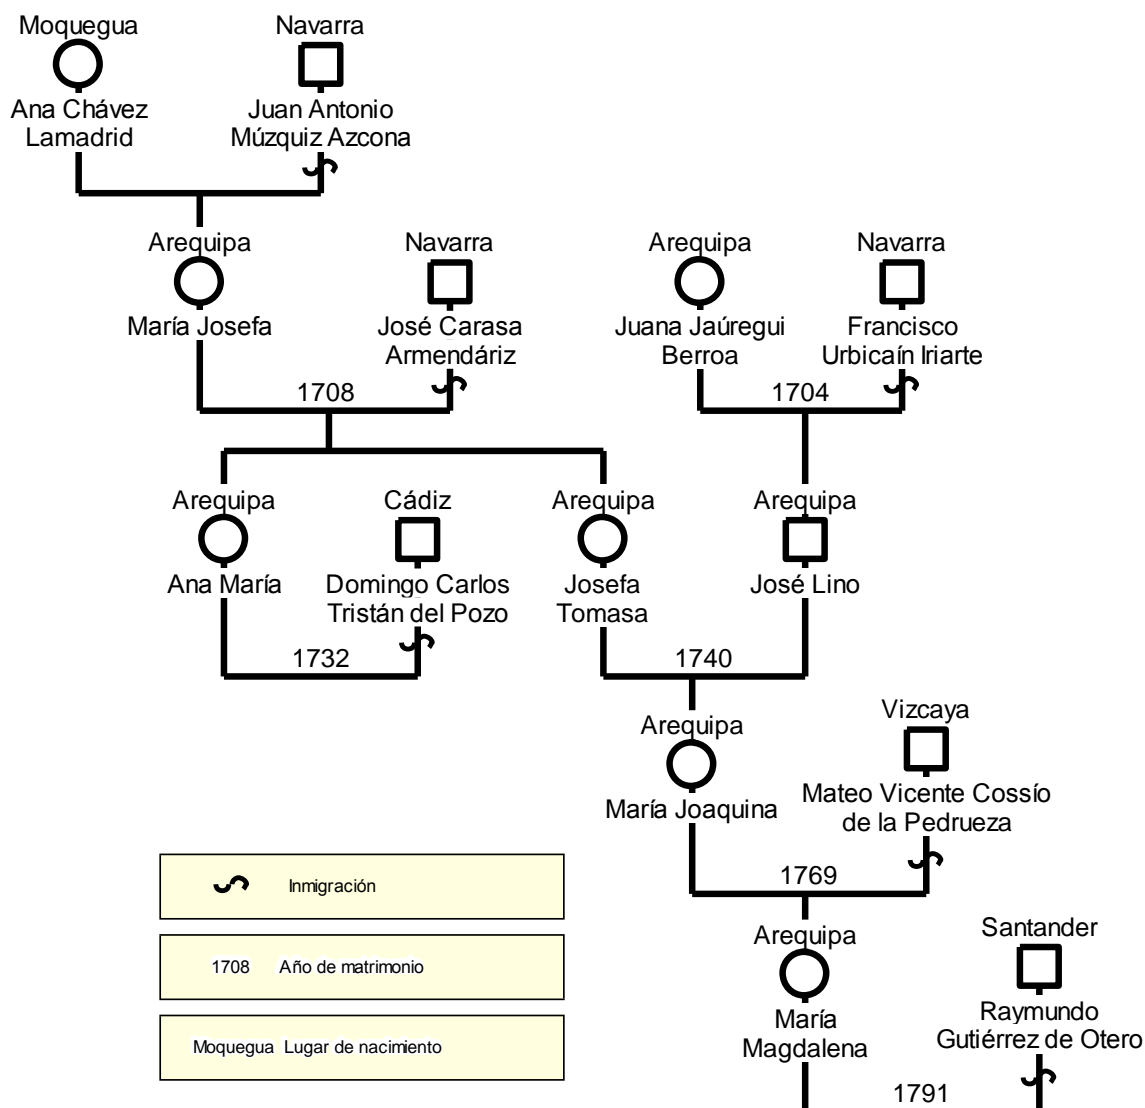 Moquegua
Navarra
Ana Chávez
Lamadrid
Juan Antonio
Múzquiz Azcona
Arequipa
Navarra
Arequipa
Navarra
María Josefa
José Carasa
Armendáriz
Juana Jaúregui
Berroa
Francisco
Urbicaín Iriarte
1708
1704
Arequipa
Cádiz
Arequipa
Arequipa
Ana María
Domingo Carlos
Tristán del Pozo
Josefa
Tomasa
José Lino
1732
1740
Arequipa
Vizcaya
María Joaquina
Mateo Vicente Cossío
de la Pedrueza
1769
Inmigración
Arequipa
Santander
1708 Año de matrimonio
María
Magdalena
Raymundo
Gutiérrez de Otero
Moquegua Lugar de nacimiento
1791